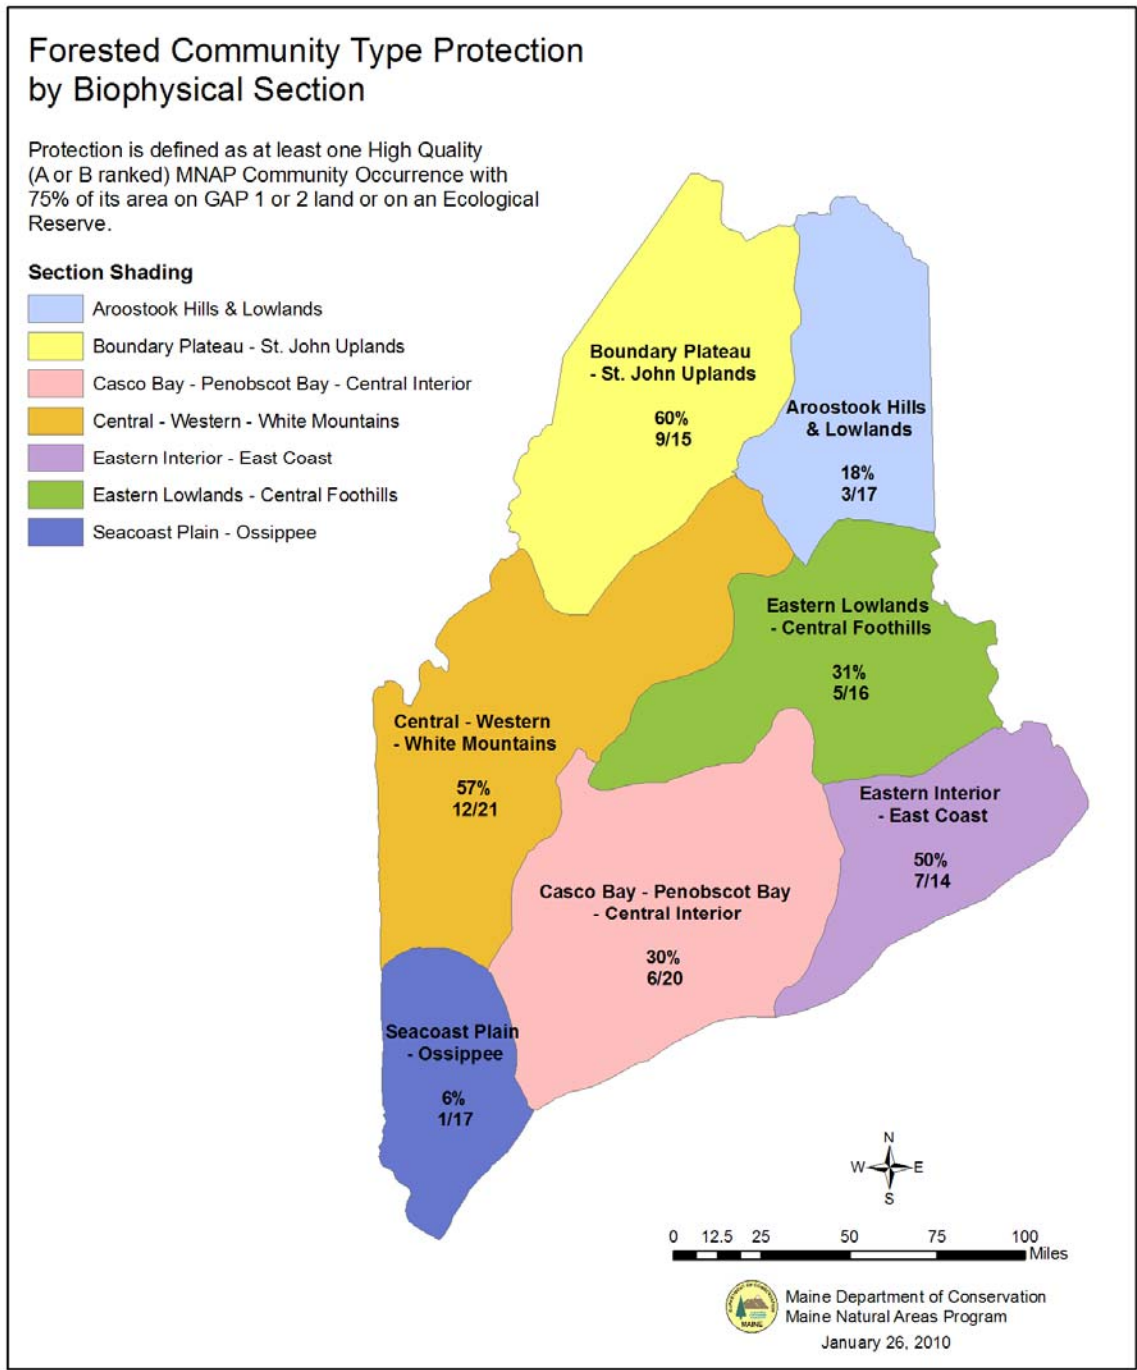 Forested Community Type Protection
by Biophysical Section
Protection is defined as at least one High Quality
(A or B ranked) MNAP Community Occurrence with
75% of its area on GAP 1 or 2 land or on an Ecological
Reserve.
Section Shading
Aroostook Hills & Lowlands
Boundary Plateau - St. John Uplands
Casco Bay - Penobscot Bay - Central Interior
Central - Western - White Mountains
Eastern Interior - East Coast
Eastern Lowlands - Central Foothills
Seacoast Plain - Ossippee
Boundary Plateau
- St. John Uplands
60%
9/15
Aroostook Hills
& Lowlands
18%
3/17
Eastern Lowlands
- Central Foothills
31%
5/16
Central - Western
- White Mountains
57%
12/21
Eastern Interior
- East Coast
50%
7/14
Casco Bay - Penobscot Bay
- Central Interior
30%
6/20
Seacoast Plain
- Ossippee
6%
1/17
N
W E
S
0 12.5 25 50 75 100
Miles
MAINE
Maine Department of Conservation
Maine Natural Areas Program
January 26, 2010